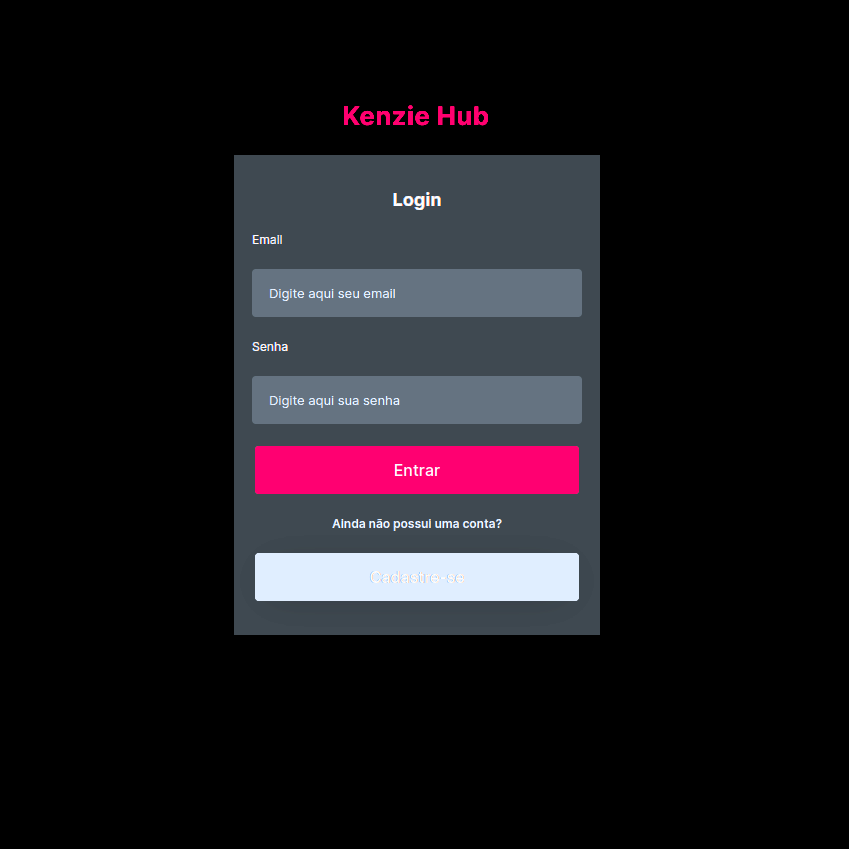 Kenzie Hub
Login
Email
Digite aqui seu email
Senha
Digite aqui sua senha
Entrar
Ainda não possui uma conta?
Cadastre-se